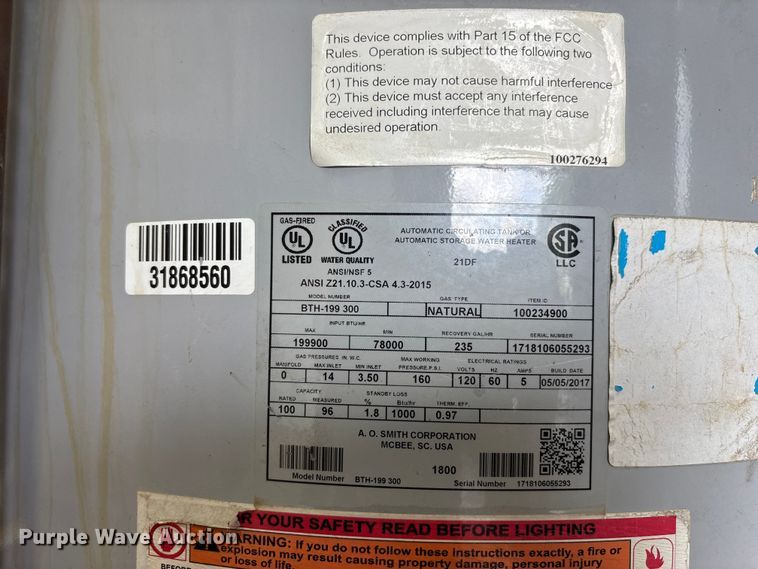 This device complies with Part 15 of the FCC
Rules. Operation is subject to the following two
conditions:
(1) This device may not cause harmful interference
(2) This device must accept any interference
received including interference that may cause
undesired operation.
100276294
31868560
GAS-FIRED
UL
LISTED
CLASSIFIED
UL
WATER QUALITY
ANSI/NSF 5
AUTOMATIC CIRCULATING TANK OR
AUTOMATIC STORAGE WATER HEATER
21DF
SA
LLC
ANSI Z21.10.3-CSA 4.3-2015
MODEL NUMBER GAS TYPE ITEM ID
BTH-199 300 NATURAL 100234900
INPUT BTU/HR
MAX MIN RECOVERY GAL/HR SERIAL NUMBER
199900 78000 235 1718106055293
GAS PRESSURES IN. W.C. MAX WORKING ELECTRICAL RATINGS
MANIFOLD MAX INLET MIN INLET PRESSURE P.S.I. VOLTS HZ AMPS BUILD DATE
0 14 3.50 160 120 60 5 05/05/2017
CAPACITY STANDBY LOSS
RATED MEASURED % Btu/hr THERM. EFF.
100 96 1.8 1000 0.97
A. O. SMITH CORPORATION
MCBEE, SC. USA
1800
Model Number BTH-199 300 Serial Number 1718106055293
R YOUR SAFETY READ BEFORE LIGHTING
WARNING: If you do not follow these instructions exactly, a fire or
explosion may result causing property damage, personal injury
or loss of life.
BEFORE
Purple Wave Auction